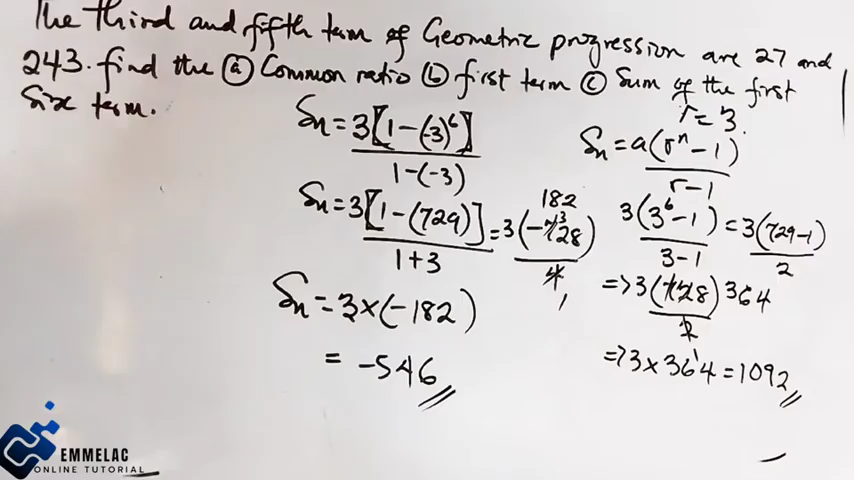 The third and fifth term of Geometric progression are 27 and
243. find the (a) Common ratio (b) first term (c) Sum of the first
Six term.
Sn = 3[1-(-3)^6] / 1-(-3)
Sn = 3[1-(729)] / 1+3 = 3(-728) / 4
182
1
Sn = 3x(-182)
= -546
r = 3.
Sn = a(r^n - 1) / r-1
3(3^6-1) / 3-1 = 3(729-1) / 2
=> 3(728) / 2 364
1
=> 3 x 364 = 1092
EMMELAC
ONLINE TUTORIAL